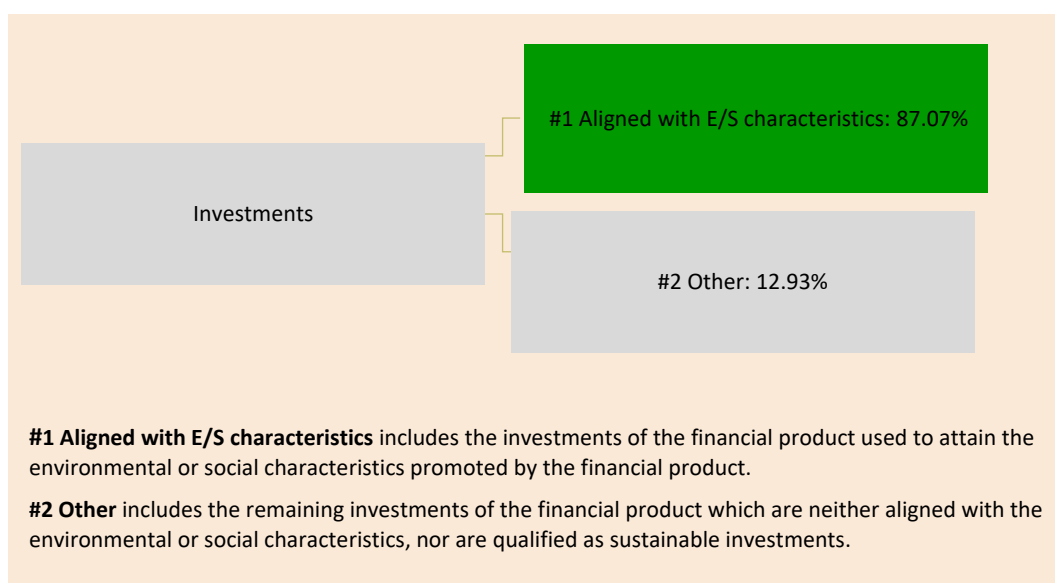 #1 Aligned with E/S characteristics: 87.07%
Investments
#2 Other: 12.93%
#1 Aligned with E/S characteristics includes the investments of the financial product used to attain the
environmental or social characteristics promoted by the financial product.
#2 Other includes the remaining investments of the financial product which are neither aligned with the
environmental or social characteristics, nor are qualified as sustainable investments.